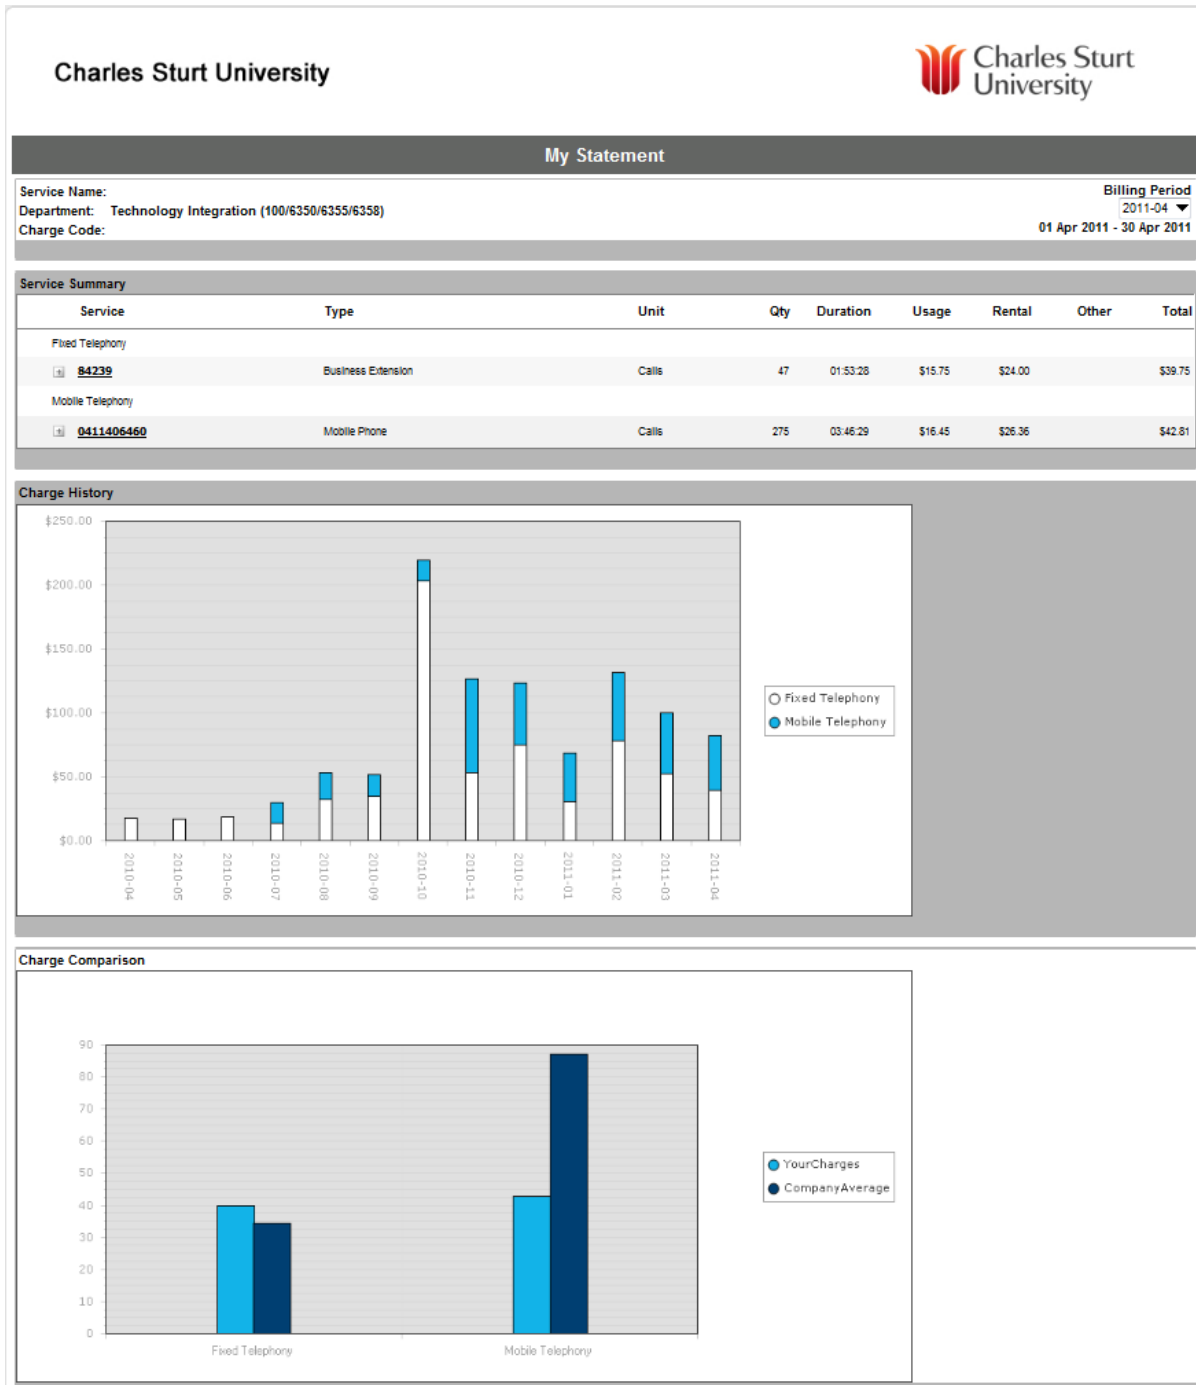 Charles Sturt University
Charles Sturt
University
My Statement
Service Name:
Billing Period
Department: Technology Integration (100/6350/6355/6358)
2011-04
Charge Code:
01 Apr 2011 - 30 Apr 2011
Service Summary
Service Type Unit Qty Duration Usage Rental Other Total
Fixed Telephony
84239 Business Extension Calls 47 01:53:28 $15.75 $24.00 $39.75
Mobile Telephony
0411406460 Mobile Phone Calls 275 03:46:29 $16.45 $26.36 $42.81
Charge History
$250.00
$200.00
$150.00
$100.00
$50.00
$0.00
2010-04 2010-05 2010-06 2010-07 2010-08 2010-09 2010-10 2010-11 2010-12 2011-01 2011-02 2011-03 2011-04
Fixed Telephony
Mobile Telephony
Charge Comparison
90
80
70
60
50
40
30
20
10
0
Fixed Telephony Mobile Telephony
YourCharges
CompanyAverage